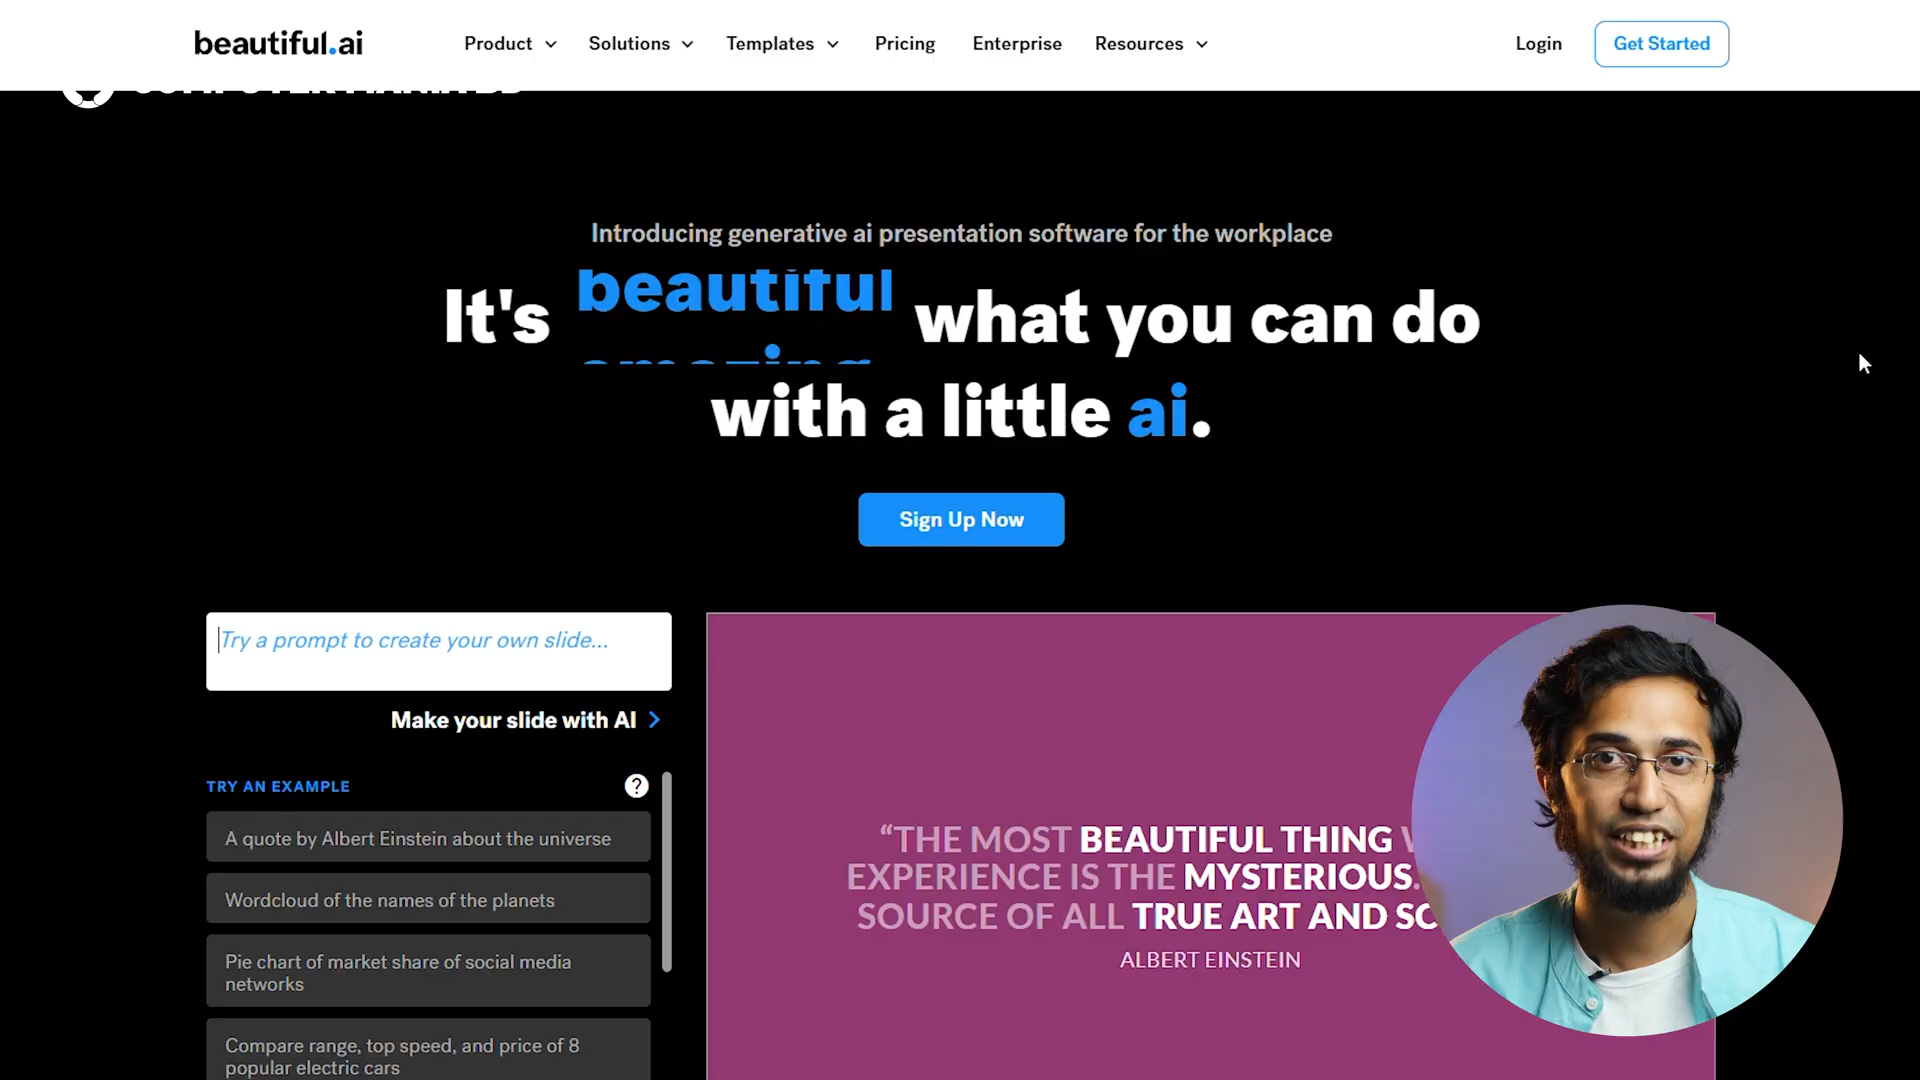 beautiful.ai
Product
Solutions
Templates
Pricing
Enterprise
Resources
Login
Get Started
Introducing generative ai presentation software for the workplace
It's beautiful what you can do
with a little ai.
Sign Up Now
Try a prompt to create your own slide...
Make your slide with AI
TRY AN EXAMPLE
?
A quote by Albert Einstein about the universe
Wordcloud of the names of the planets
Pie chart of market share of social media
networks
Compare range, top speed, and price of 8
popular electric cars
“THE MOST BEAUTIFUL THING
EXPERIENCE IS THE MYSTERIOUS.
SOURCE OF ALL TRUE ART AND SC
ALBERT EINSTEIN